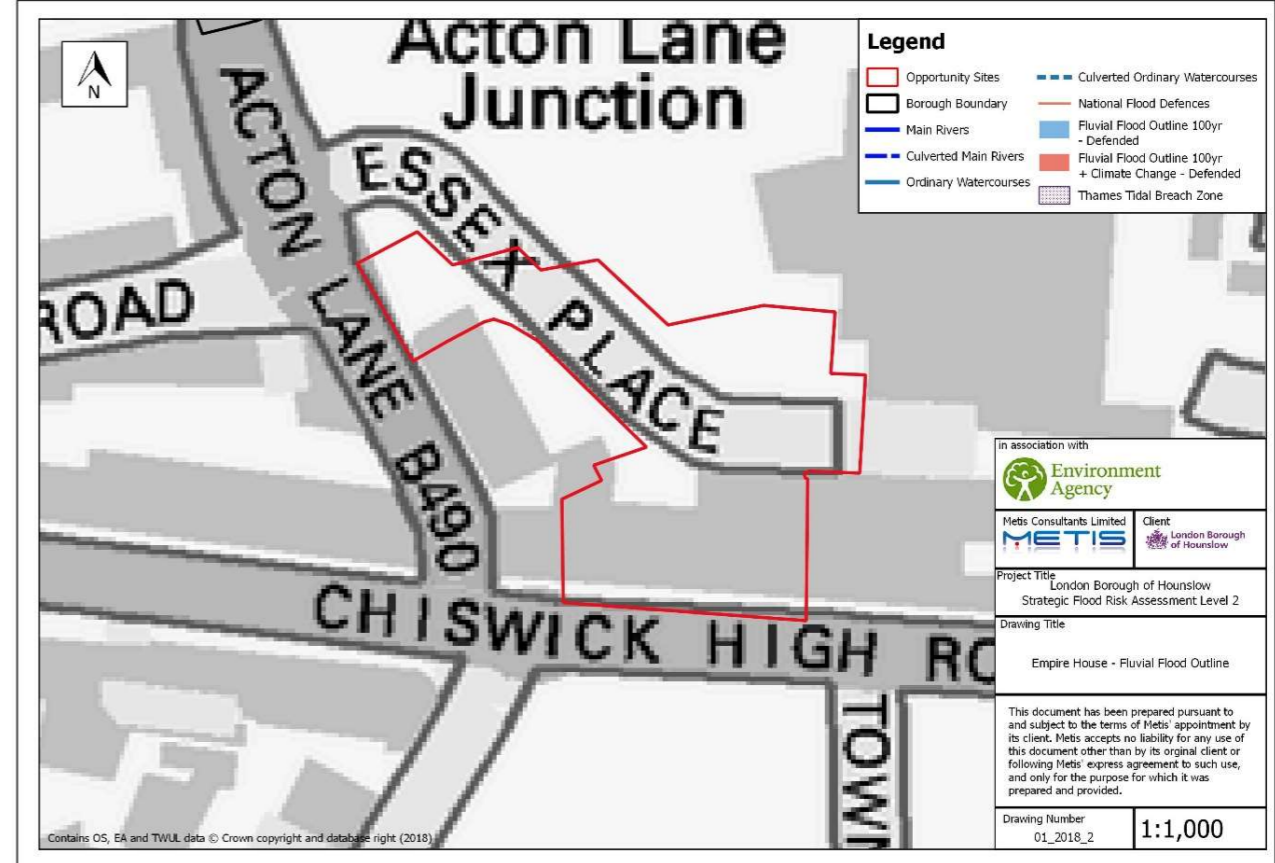 N
Acton Lane
Junction
ACTON LANE B490
ESSEX PLACE
ROAD
CHISWICK HIGH RO
TOWN
Legend
Opportunity Sites
Borough Boundary
Main Rivers
Culverted Main Rivers
Ordinary Watercourses
Culverted Ordinary Watercourses
National Flood Defences
Fluvial Flood Outline 100yr
- Defended
Fluvial Flood Outline 100yr
+ Climate Change - Defended
Thames Tidal Breach Zone
in association with
Environment
Agency
Metis Consultants Limited
METIS
Client
London Borough
of Hounslow
Project Title
London Borough of Hounslow
Strategic Flood Risk Assessment Level 2
Drawing Title
Empire House - Fluvial Flood Outline
This document has been prepared pursuant to
and subject to the terms of Metis' appointment by
its client. Metis accepts no liability for any use of
this document other than by its orginal client or
following Metis' express agreement to such use,
and only for the purpose for which it was
prepared and provided.
Drawing Number
01_2018_2
1:1,000
Contains OS, EA and TWUL data © Crown copyright and database right (2018)